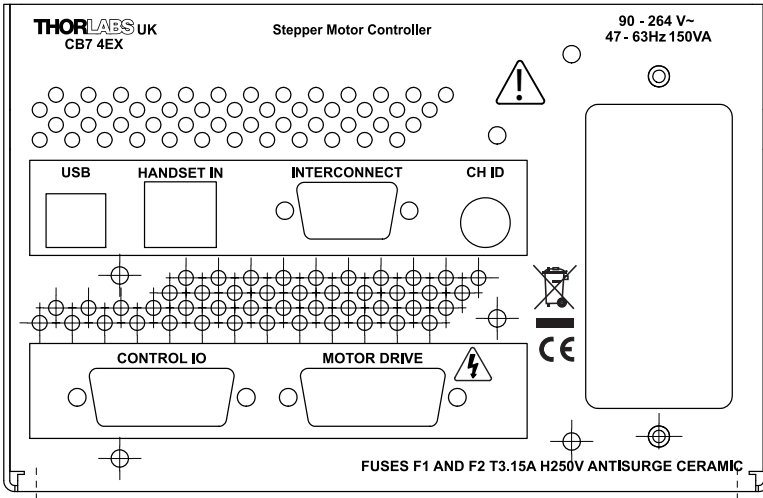 THORLABS UK
CB7 4EX
Stepper Motor Controller
90 - 264 V~
47 - 63Hz 150VA
USB HANDSET IN INTERCONNECT CH ID
CONTROL IO MOTOR DRIVE
CE
FUSES F1 AND F2 T3.15A H250V ANTISURGE CERAMIC